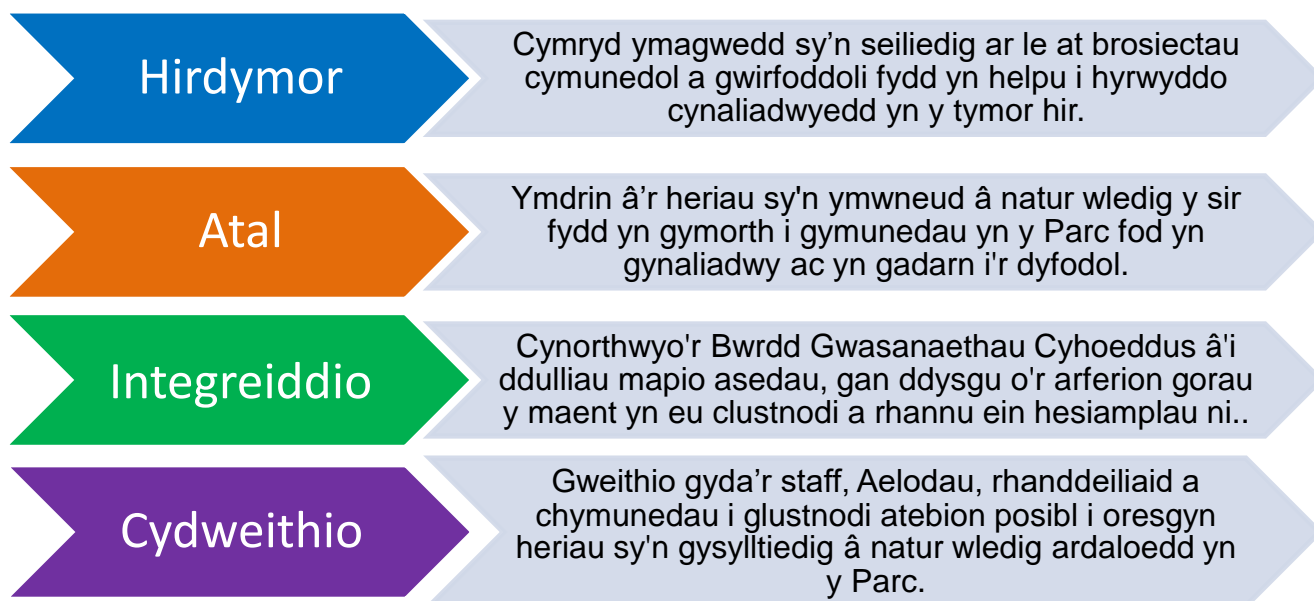 Hirdymor
Cymryd ymagwedd sy'n seiliedig ar le at brosiectau
cymunedol a gwirfoddoli fydd yn helpu i hyrwyddo
cynaliadwyedd yn y tymor hir.
Atal
Ymdrin â'r heriau sy'n ymwneud â natur wledig y sir
fydd yn gymorth i gymunedau yn y Parc fod yn
gynaliadwy ac yn gadarn i'r dyfodol.
Integreiddio
Cynorthwyo'r Bwrdd Gwasanaethau Cyhoeddus â'i
ddulliau mapio asedau, gan ddysgu o'r arferion gorau
y maent yn eu clustnodi a rhannu ein hesiamplau ni..
Cydweithio
Gweithio gyda'r staff, Aelodau, rhanddeiliaid a
chymunedau i glustnodi atebion posibl i oresgyn
heriau sy'n gysylltiedig â natur wledig ardaloedd yn
y Parc.